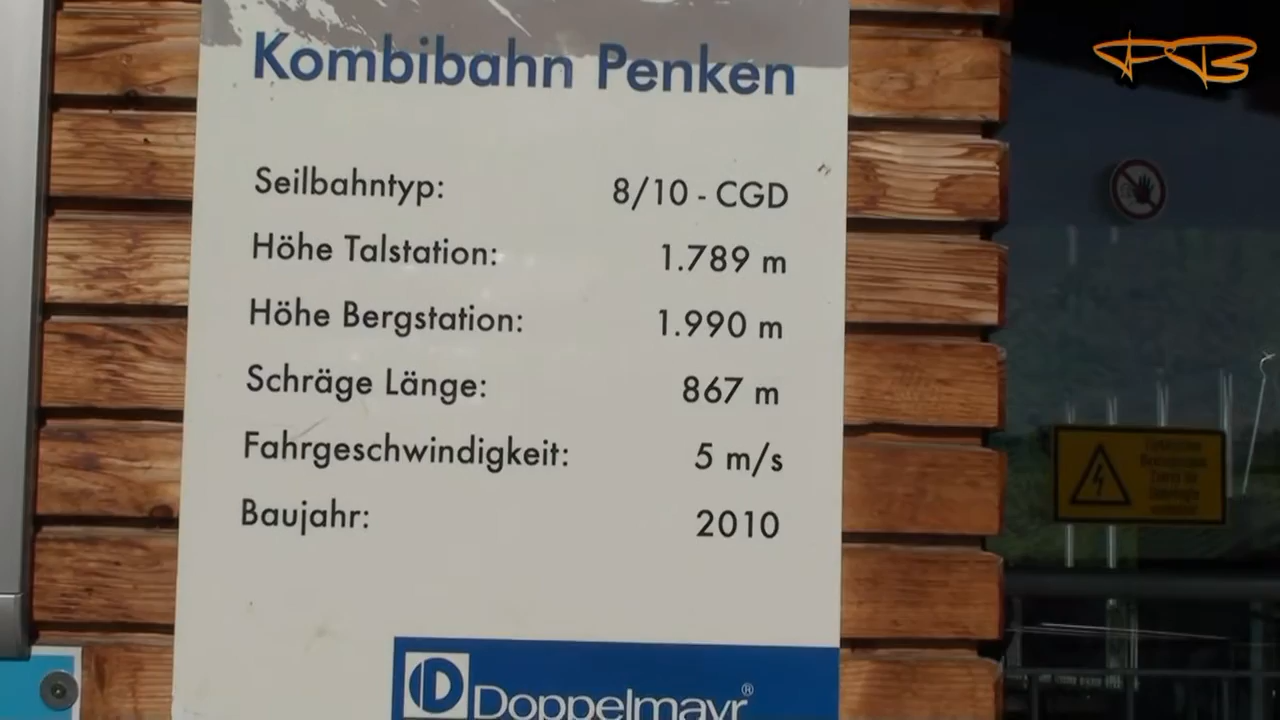 Kombibahn Penken
Seilbahntyp: 8/10 - CGD
Höhe Talstation: 1.789 m
Höhe Bergstation: 1.990 m
Schräge Länge: 867 m
Fahrgeschwindigkeit: 5 m/s
Baujahr: 2010
Doppelmayr®